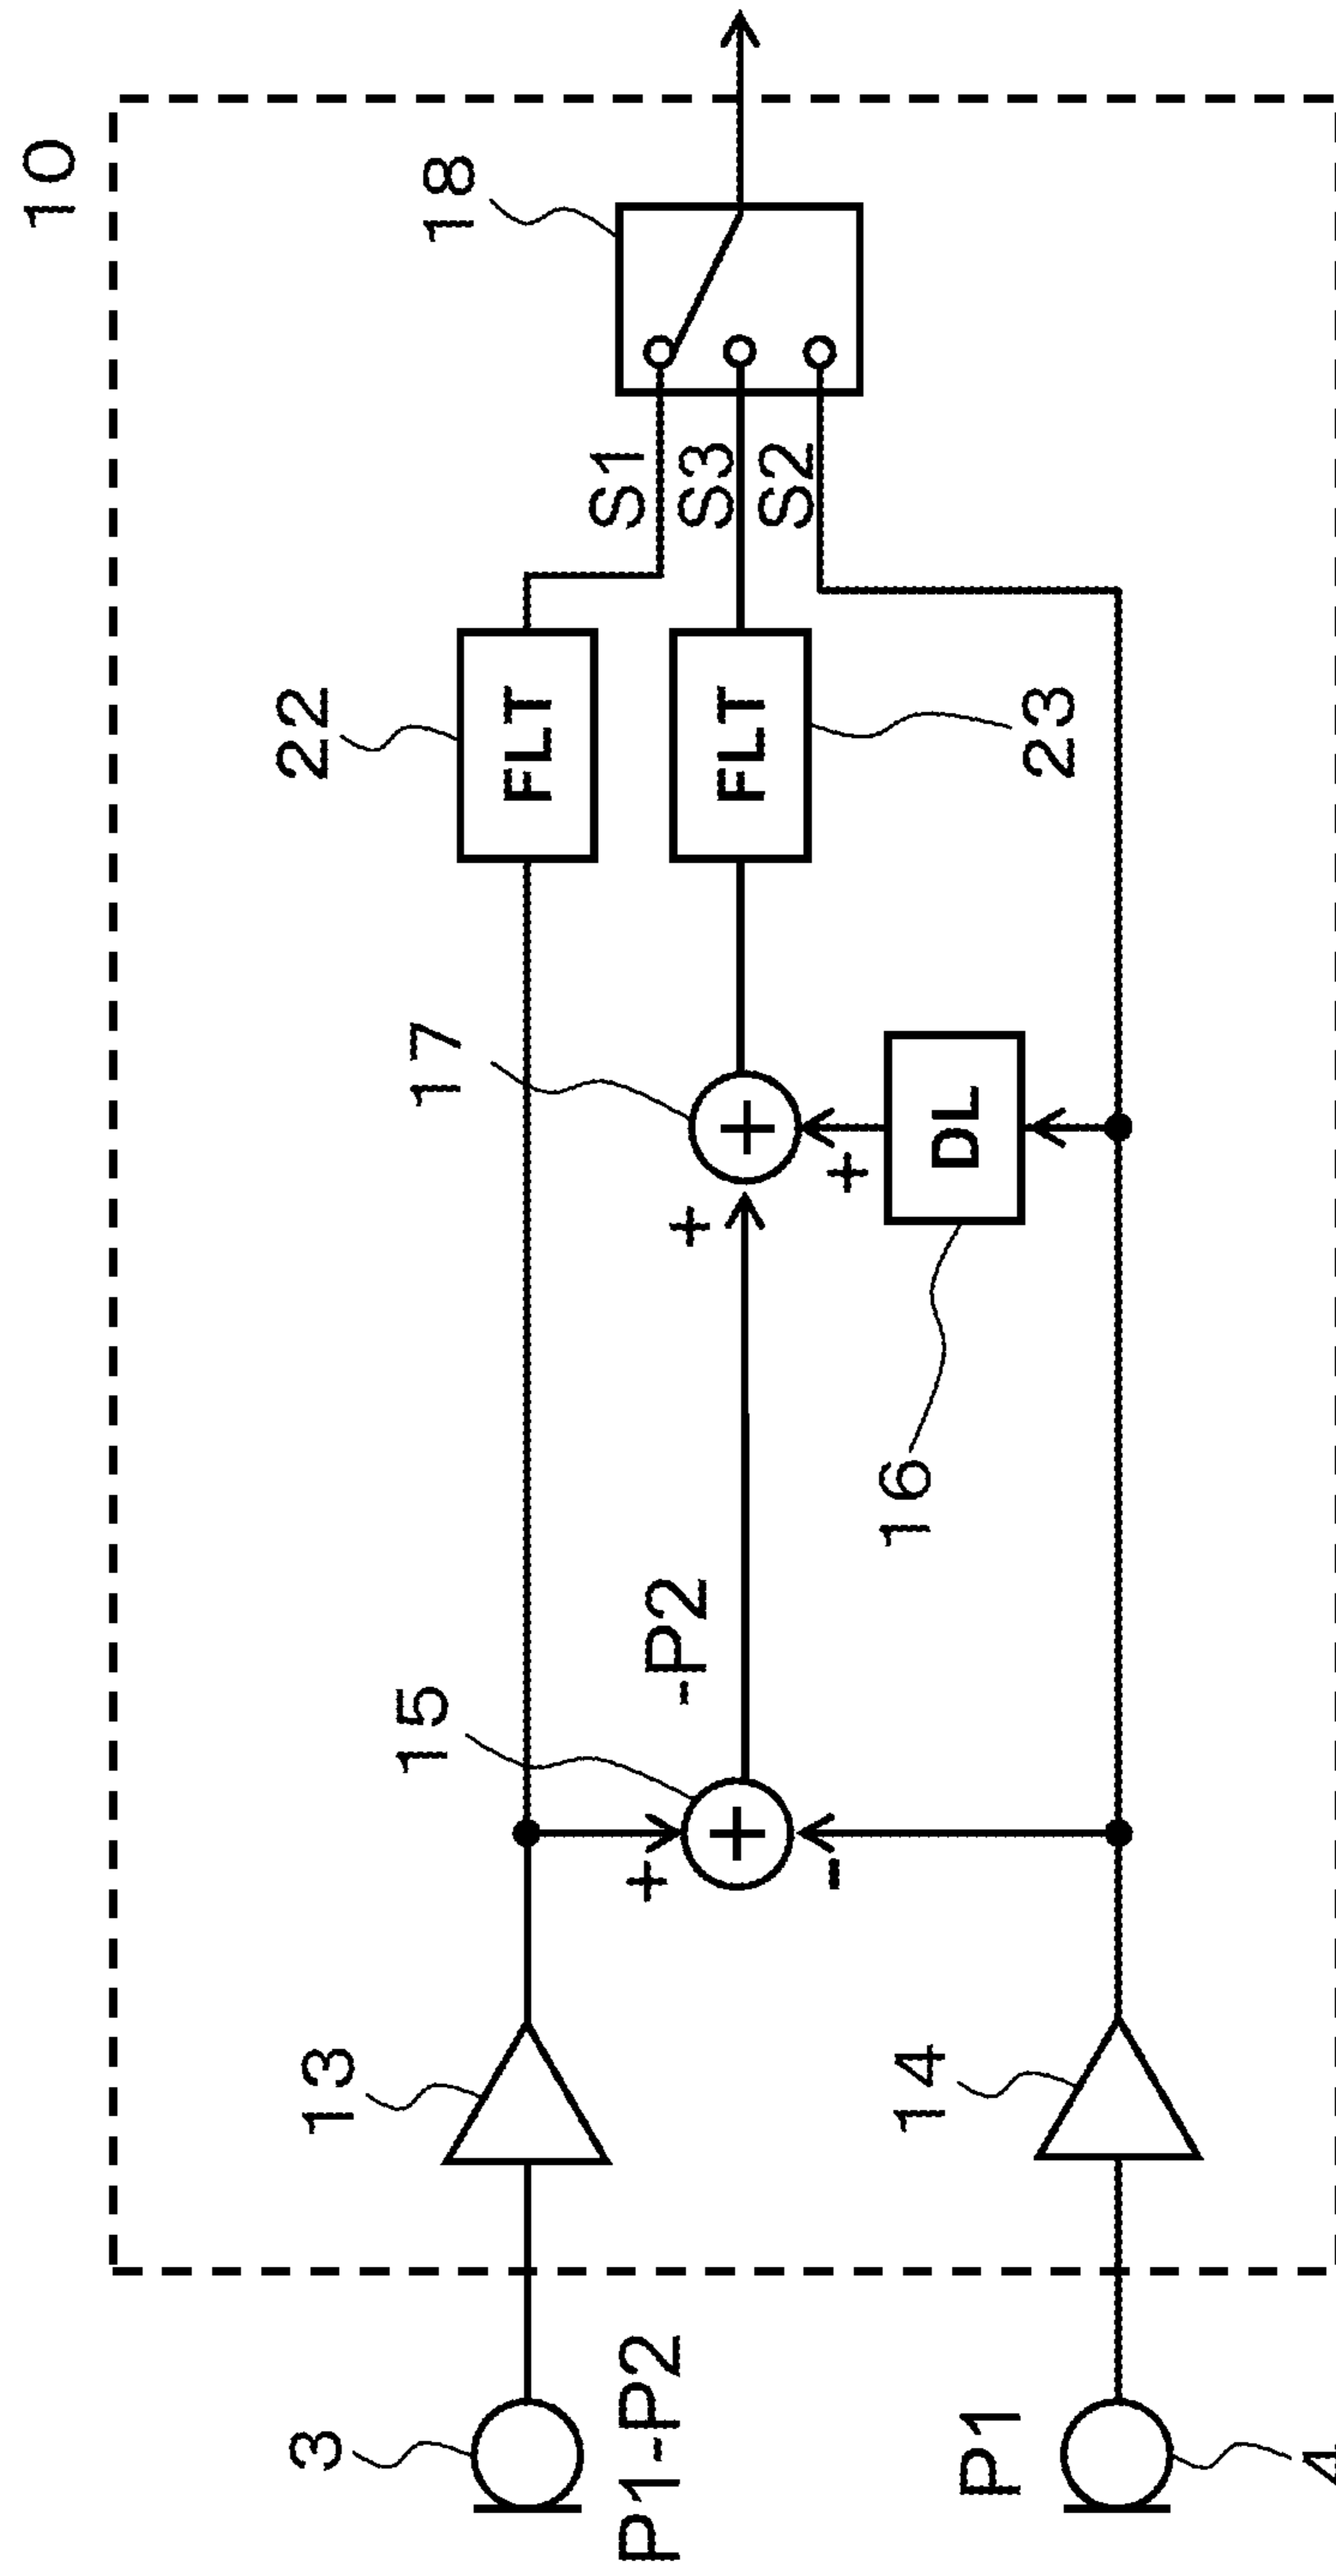 10
18
S1
S3
S2
22
FLT
FLT
23
17
+
+
+
DL
16
-P2
15
+
+
-
13
14
3
P1-P2
P1
4